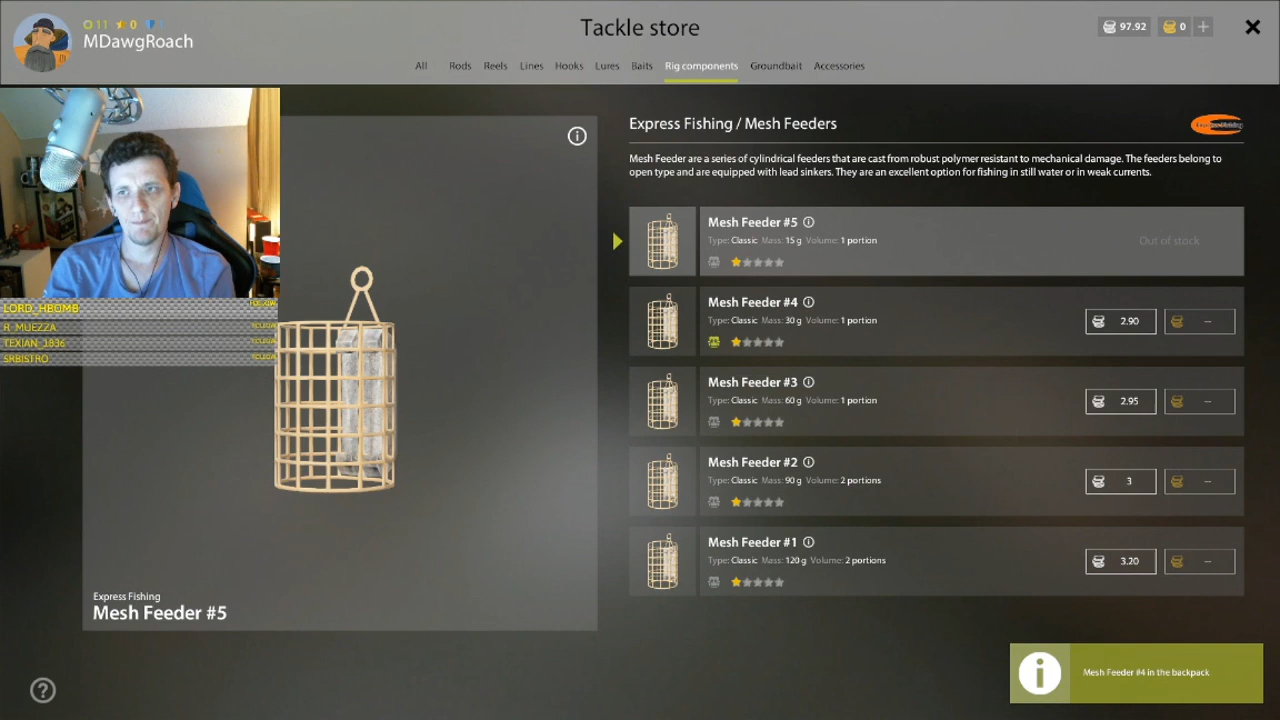 11 0 1
MDawgRoach
Tackle store
97.92 0 +
All Rods Reels Lines Hooks Lures Baits Rig components Groundbait Accessories
LORD_HBOMB
R_MUEZZA
TEXIAN_1836
SRBISTRO
Express Fishing
Mesh Feeder #5
Express Fishing / Mesh Feeders
Mesh Feeder are a series of cylindrical feeders that are cast from robust polymer resistant to mechanical damage. The feeders belong to
open type and are equipped with lead sinkers. They are an excellent option for fishing in still water or in weak currents.
Mesh Feeder #5
Type: Classic Mass: 15 g Volume: 1 portion
Out of stock
Mesh Feeder #4
Type: Classic Mass: 30 g Volume: 1 portion
2.90 –
Mesh Feeder #3
Type: Classic Mass: 60 g Volume: 1 portion
2.95 –
Mesh Feeder #2
Type: Classic Mass: 90 g Volume: 2 portions
3 –
Mesh Feeder #1
Type: Classic Mass: 120 g Volume: 2 portions
3.20 –
Mesh Feeder #4 in the backpack